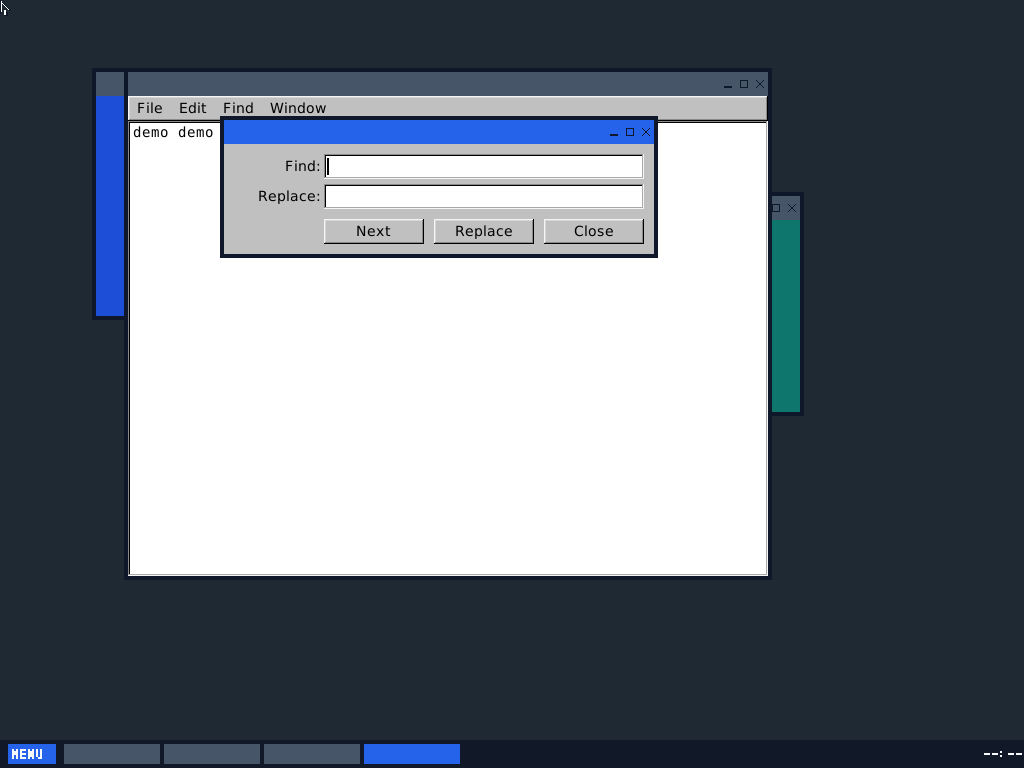 File Edit Find Window
demo demo
Find:
Replace:
Next Replace Close
MENU --:--